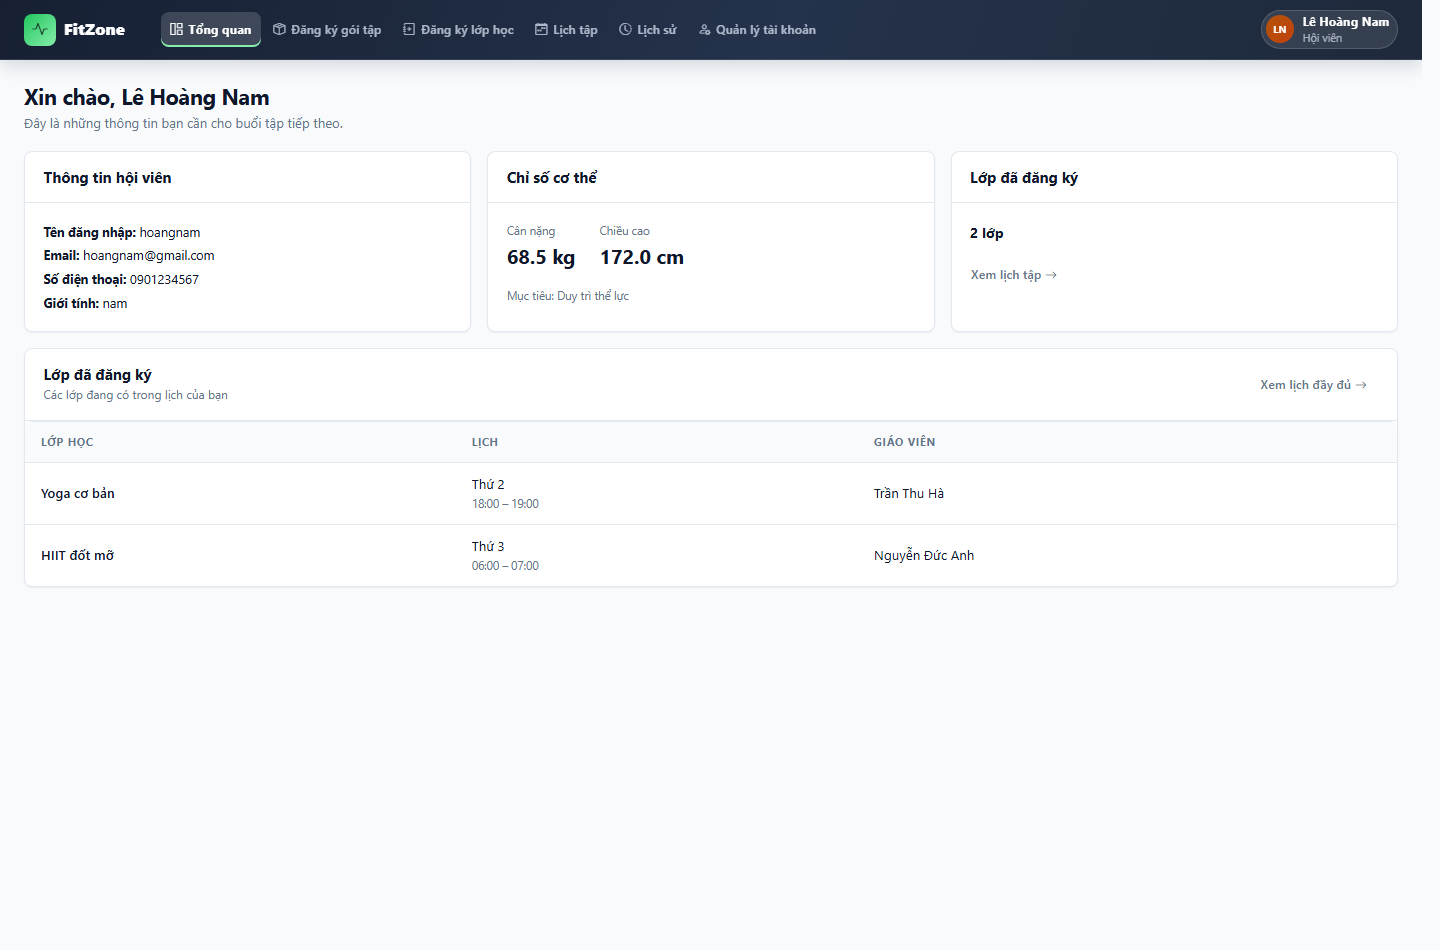 FitZone
Tổng quan
Đăng ký gói tập
Đăng ký lớp học
Lịch tập
Lịch sử
Quản lý tài khoản
LN
Lê Hoàng Nam
Hội viên
Xin chào, Lê Hoàng Nam
Đây là những thông tin bạn cần cho buổi tập tiếp theo.
Thông tin hội viên
Tên đăng nhập: hoangnam
Email: hoangnam@gmail.com
Số điện thoại: 0901234567
Giới tính: nam
Chỉ số cơ thể
Cân nặng
68.5 kg
Chiều cao
172.0 cm
Mục tiêu: Duy trì thể lực
Lớp đã đăng ký
2 lớp
Xem lịch tập →
Lớp đã đăng ký
Các lớp đang có trong lịch của bạn
Xem lịch đầy đủ →
LỚP HỌC LỊCH GIÁO VIÊN
Yoga cơ bản
Thứ 2
18:00 – 19:00
Trần Thu Hà
HIIT đốt mỡ
Thứ 3
06:00 – 07:00
Nguyễn Đức Anh